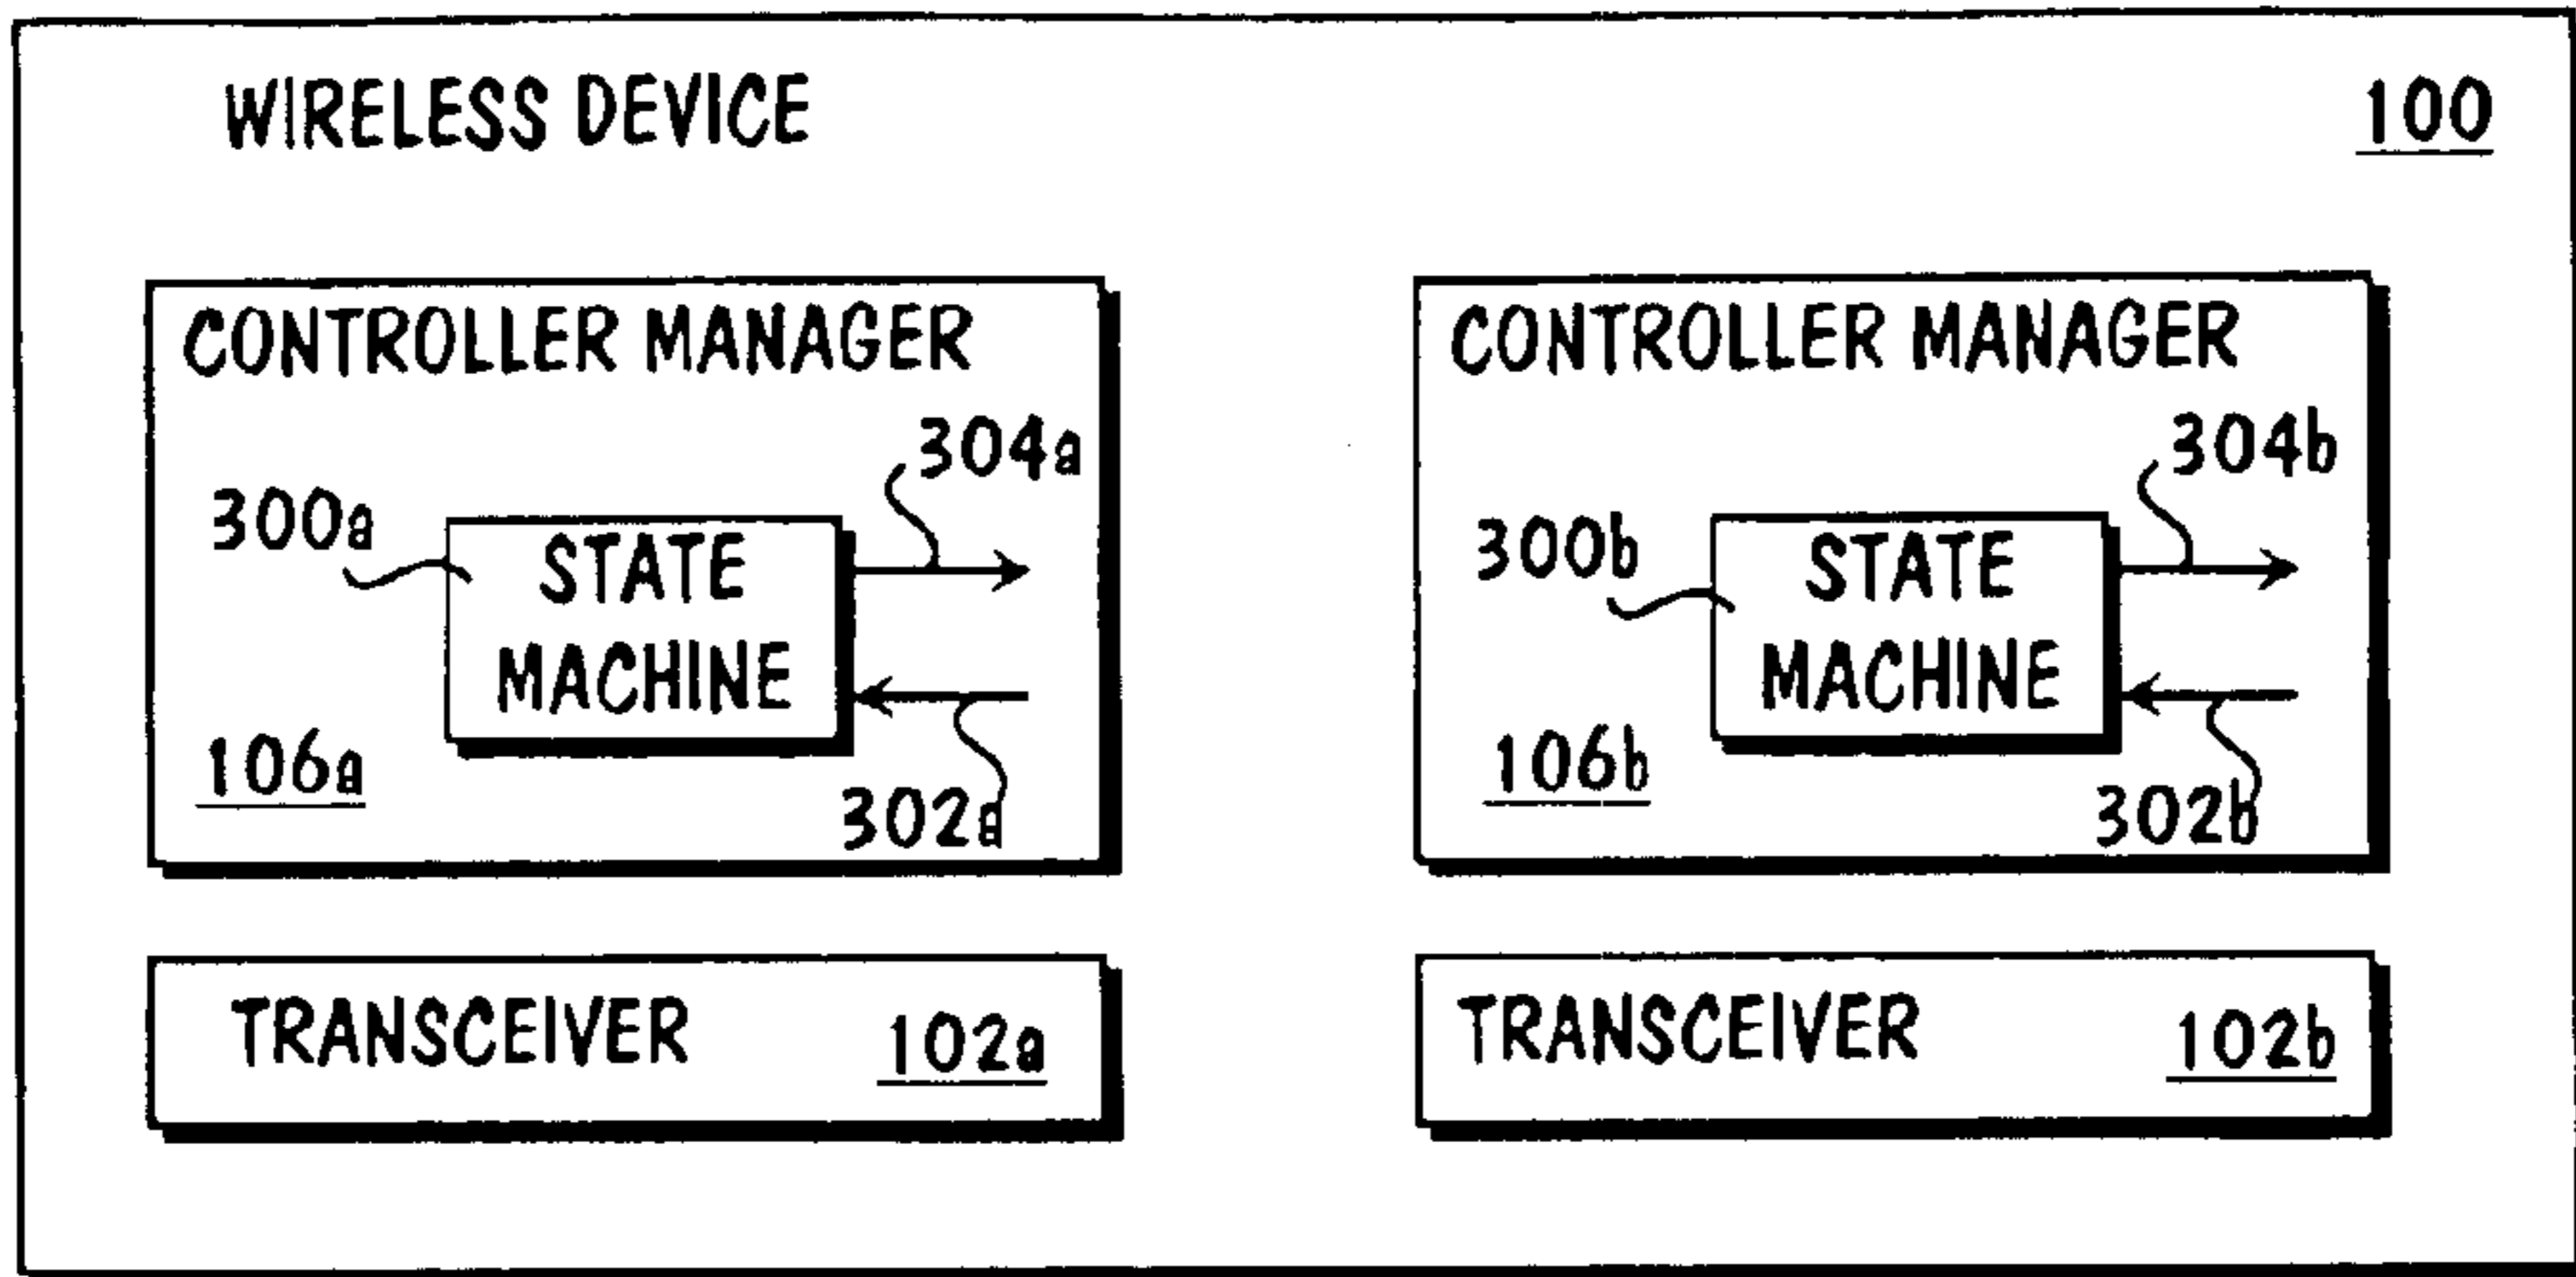 WIRELESS DEVICE
100
CONTROLLER MANAGER
304a
300a
STATE
MACHINE
106a
302a
CONTROLLER MANAGER
304b
300b
STATE
MACHINE
106b
302b
TRANSCEIVER 102a
TRANSCEIVER 102b